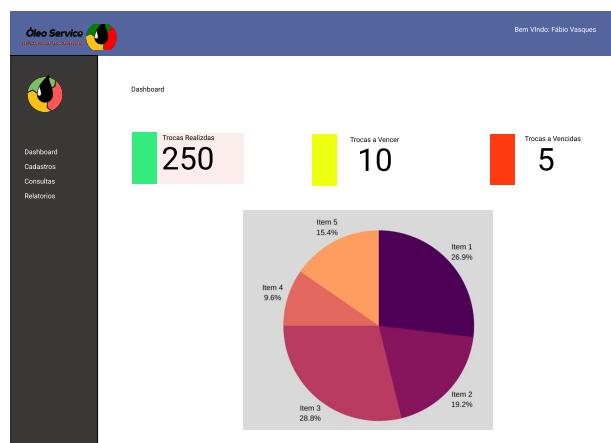 Óleo Service
Bem VIndo: Fábio Vasques
Dashboard
Cadastros
Consultas
Relatorios
Dashboard
Trocas Realizdas
250
Trocas a Vencer
10
Trocas a Vencidas
5
Item 1
26.9%
Item 2
19.2%
Item 3
28.8%
Item 4
9.6%
Item 5
15.4%